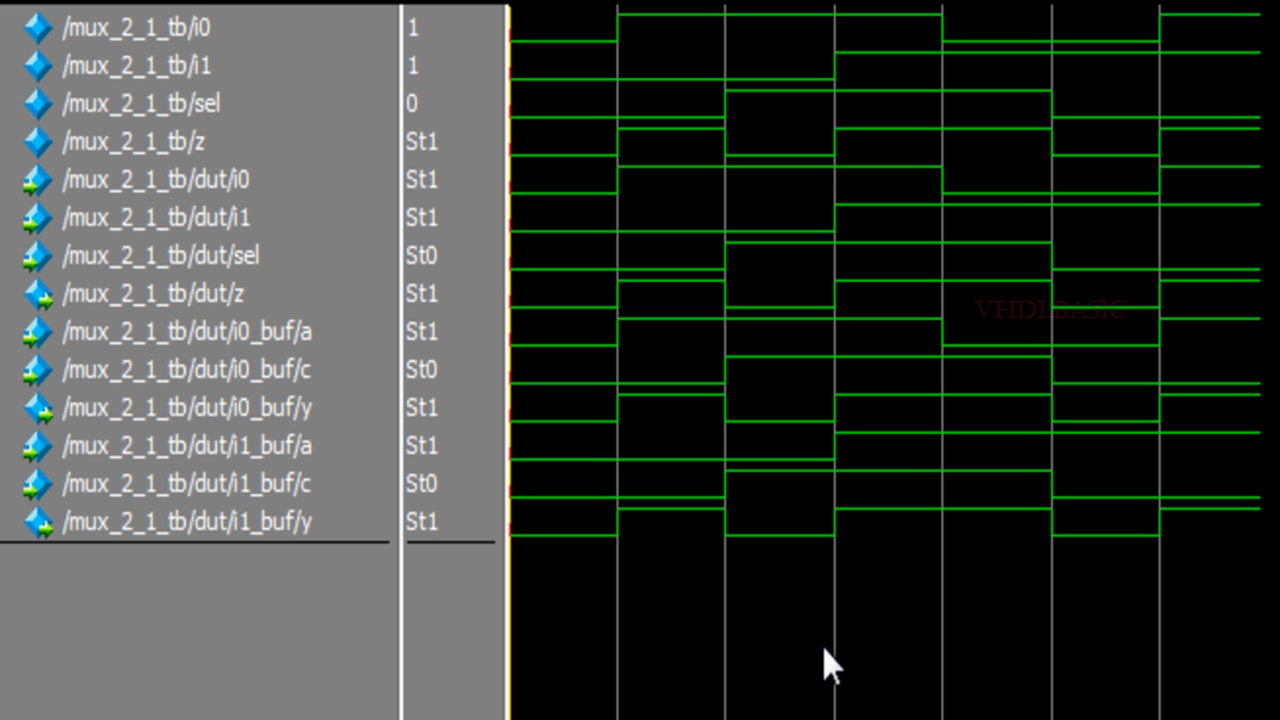 /mux_2_1_tb/i0 1
/mux_2_1_tb/i1 1
/mux_2_1_tb/sel 0
/mux_2_1_tb/z St1
/mux_2_1_tb/dut/i0 St1
/mux_2_1_tb/dut/i1 St1
/mux_2_1_tb/dut/sel St0
/mux_2_1_tb/dut/z St1
VHDLBASIC
/mux_2_1_tb/dut/i0_buf/a St1
/mux_2_1_tb/dut/i0_buf/c St0
/mux_2_1_tb/dut/i0_buf/y St1
/mux_2_1_tb/dut/i1_buf/a St1
/mux_2_1_tb/dut/i1_buf/c St0
/mux_2_1_tb/dut/i1_buf/y St1